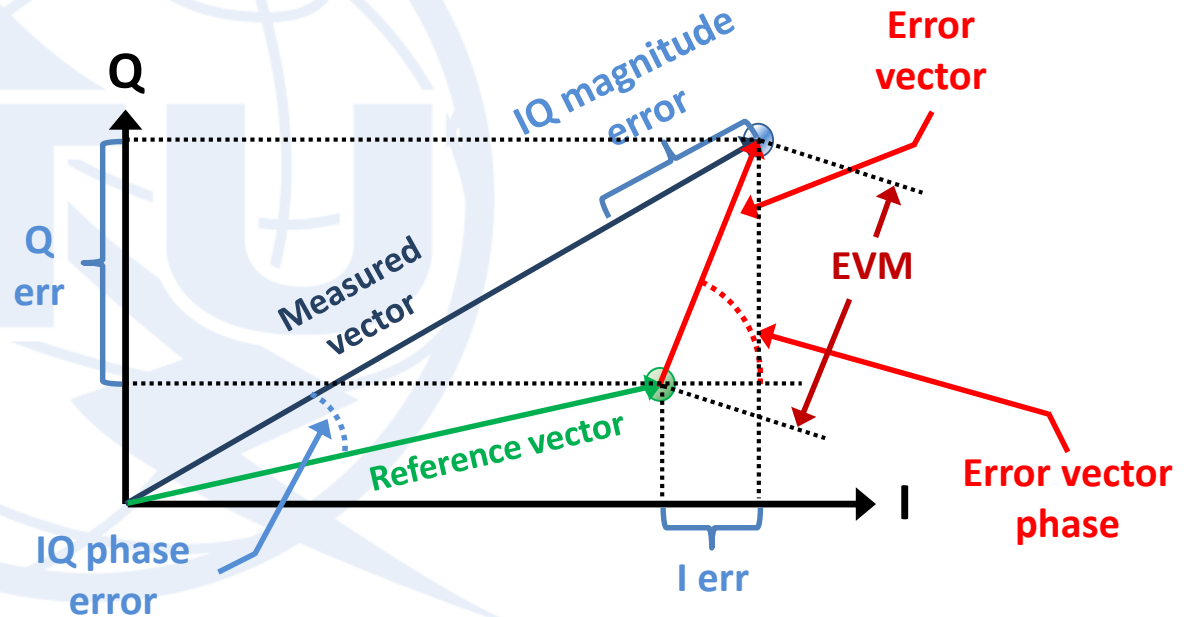 Error
vector
Q
IQ magnitude
error
Q
err
Measured
vector
EVM
Reference vector
Error vector
phase
I
IQ phase
error
I err